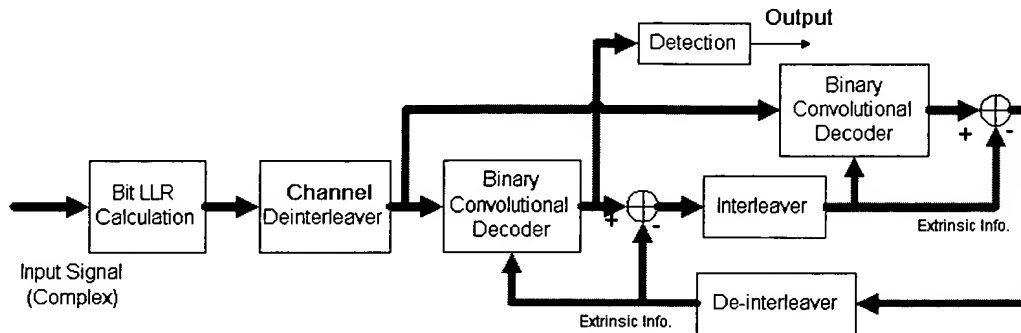 Output
Detection
Binary
Convolutional
Decoder
+
-
Bit LLR
Calculation
Channel
Deinterleaver
Binary
Convolutional
Decoder
+
-
Interleaver
Extrinsic Info.
Input Signal
(Complex)
De-interleaver
Extrinsic Info.